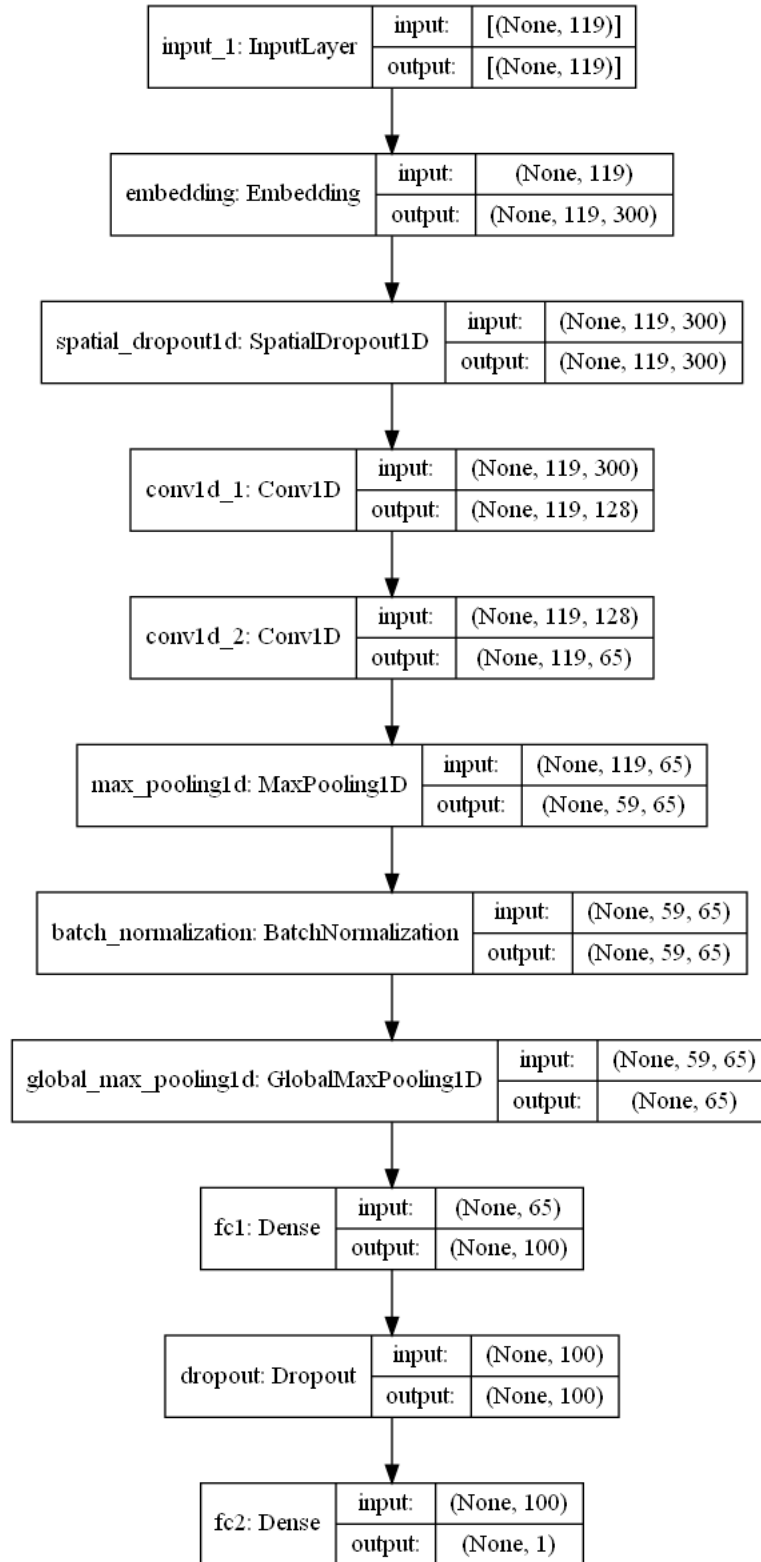 input_1: InputLayer
input: [(None, 119)]
output: [(None, 119)]
embedding: Embedding
input: (None, 119)
output: (None, 119, 300)
spatial_dropout1d: SpatialDropout1D
input: (None, 119, 300)
output: (None, 119, 300)
conv1d_1: Conv1D
input: (None, 119, 300)
output: (None, 119, 128)
conv1d_2: Conv1D
input: (None, 119, 128)
output: (None, 119, 65)
max_pooling1d: MaxPooling1D
input: (None, 119, 65)
output: (None, 59, 65)
batch_normalization: BatchNormalization
input: (None, 59, 65)
output: (None, 59, 65)
global_max_pooling1d: GlobalMaxPooling1D
input: (None, 59, 65)
output: (None, 65)
fc1: Dense
input: (None, 65)
output: (None, 100)
dropout: Dropout
input: (None, 100)
output: (None, 100)
fc2: Dense
input: (None, 100)
output: (None, 1)